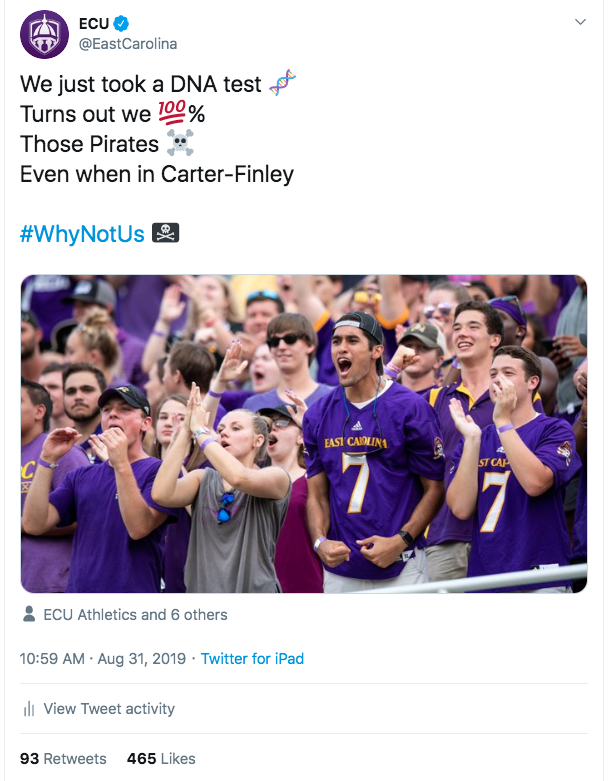 ECU
@EastCarolina
We just took a DNA test 🧬
Turns out we 💯%
Those Pirates ☠️
Even when in Carter-Finley
#WhyNotUs 🏴‍☠️
EAST CAROLINA
7
7
ECU Athletics and 6 others
10:59 AM · Aug 31, 2019 · Twitter for iPad
View Tweet activity
93 Retweets 465 Likes